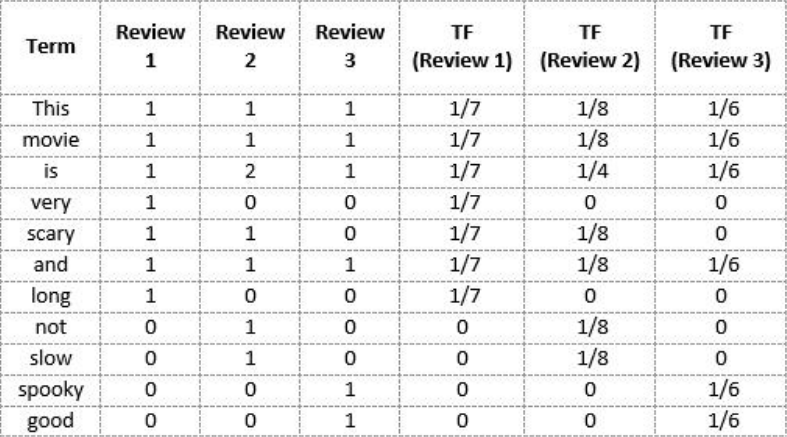 Term Review 1 Review 2 Review 3 TF (Review 1) TF (Review 2) TF (Review 3)
This 1 1 1 1/7 1/8 1/6
movie 1 1 1 1/7 1/8 1/6
is 1 2 1 1/7 1/4 1/6
very 1 0 0 1/7 0 0
scary 1 1 0 1/7 1/8 0
and 1 1 1 1/7 1/8 1/6
long 1 0 0 1/7 0 0
not 0 1 0 0 1/8 0
slow 0 1 0 0 1/8 0
spooky 0 0 1 0 0 1/6
good 0 0 1 0 0 1/6